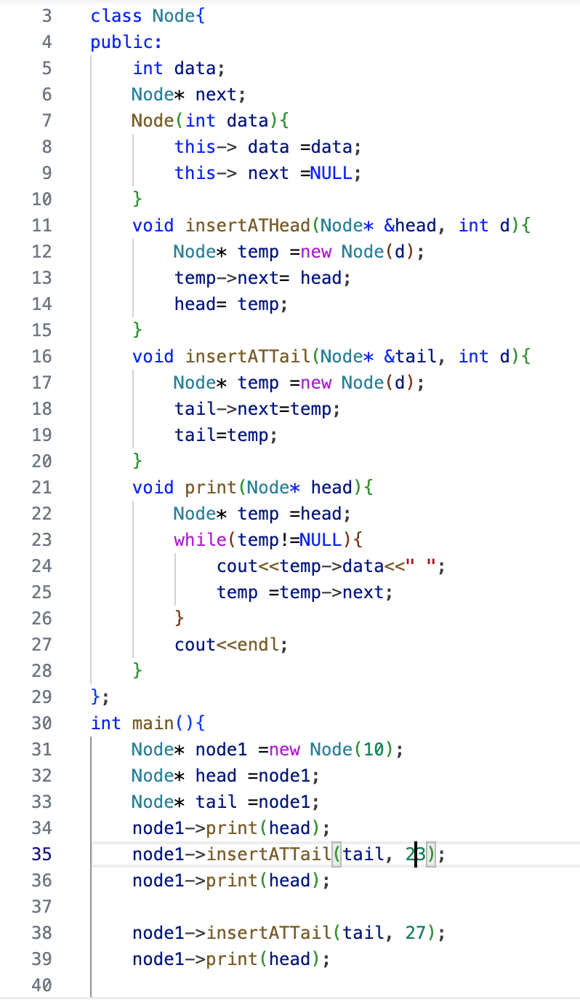 3 class Node{
4 public:
5     int data;
6     Node* next;
7     Node(int data){
8         this-> data =data;
9         this-> next =NULL;
10     }
11     void insertATHead(Node* &head, int d){
12         Node* temp =new Node(d);
13         temp->next= head;
14         head= temp;
15     }
16     void insertATTail(Node* &tail, int d){
17         Node* temp =new Node(d);
18         tail->next=temp;
19         tail=temp;
20     }
21     void print(Node* head){
22         Node* temp =head;
23         while(temp!=NULL){
24             cout<<temp->data<<" ";
25             temp =temp->next;
26         }
27         cout<<endl;
28     }
29 };
30 int main(){
31     Node* node1 =new Node(10);
32     Node* head =node1;
33     Node* tail =node1;
34     node1->print(head);
35     node1->insertATTail(tail, 23);
36     node1->print(head);
37
38     node1->insertATTail(tail, 27);
39     node1->print(head);
40